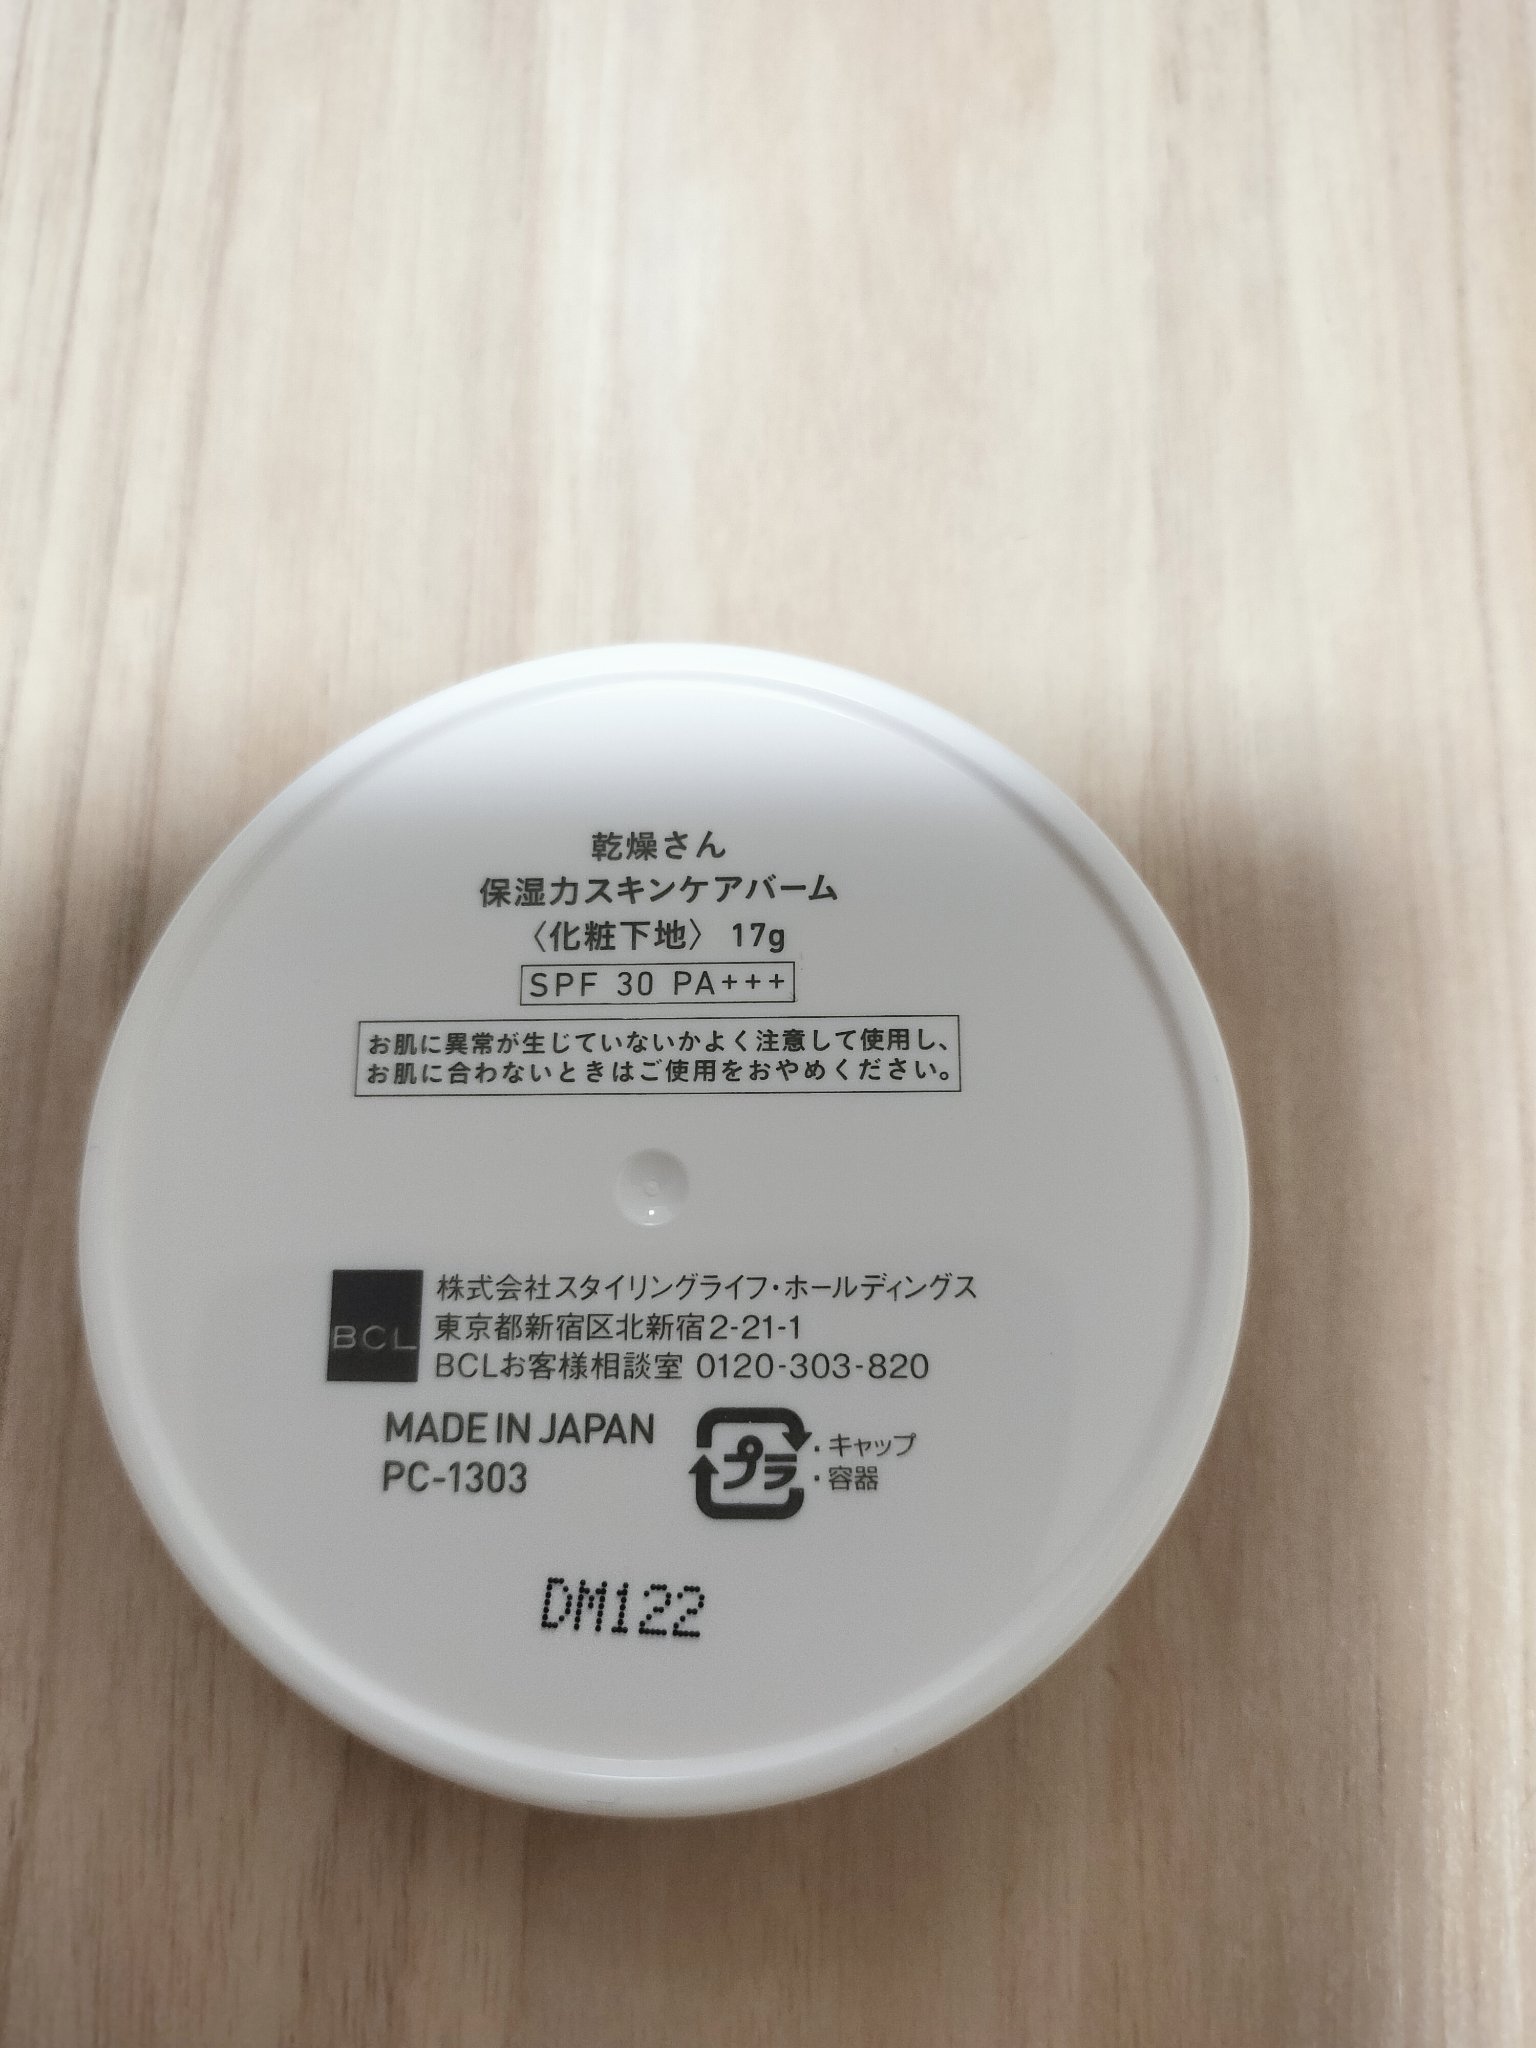 乾燥さん
保湿力スキンケアバーム
〈化粧下地〉 17g
SPF 30 PA+++
お肌に異常が生じていないかよく注意して使用し、
お肌に合わないときはご使用をおやめください。
BCL
株式会社スタイリングライフ・ホールディングス
東京都新宿区北新宿2-21-1
BCLお客様相談室 0120-303-820
MADE IN JAPAN
PC-1303
プラ
・キャップ
・容器
DM122